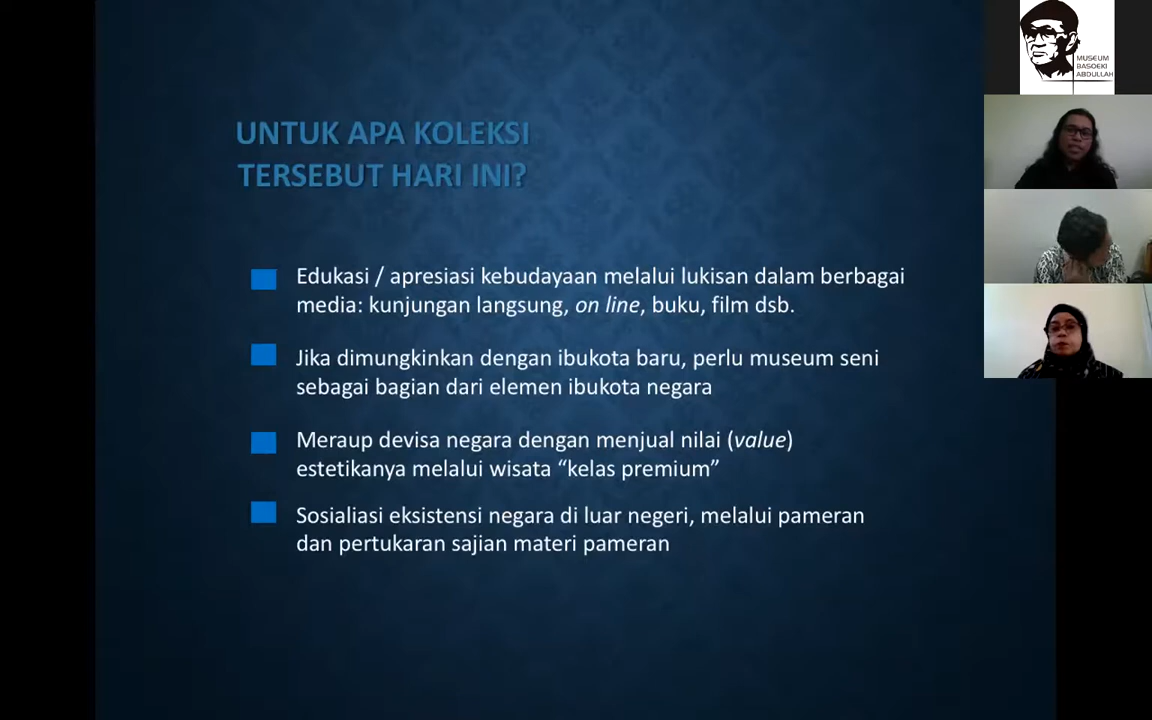 UNTUK APA KOLEKSI
TERSEBUT HARI INI?
Edukasi / apresiasi kebudayaan melalui lukisan dalam berbagai
media: kunjungan langsung, on line, buku, film dsb.
Jika dimungkinkan dengan ibukota baru, perlu museum seni
sebagai bagian dari elemen ibukota negara
Meraup devisa negara dengan menjual nilai (value)
estetikanya melalui wisata “kelas premium”
Sosialiasi eksistensi negara di luar negeri, melalui pameran
dan pertukaran sajian materi pameran
MUSEUM
BASOEKI
ABDULLAH